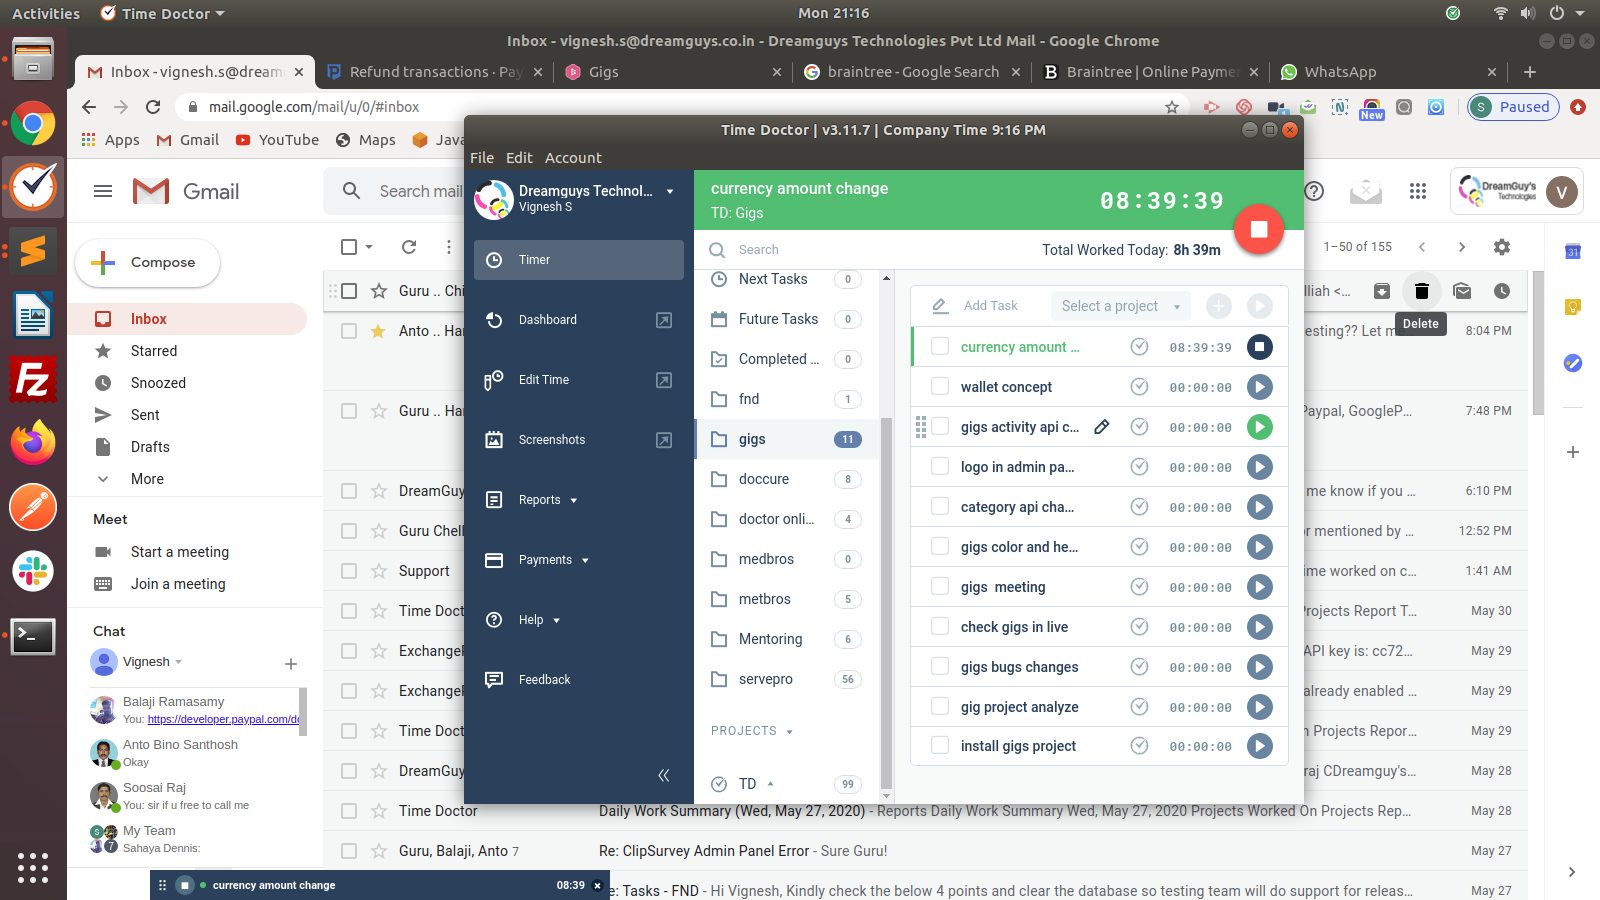 Activities
Time Doctor
Mon 21:16
Inbox - vignesh.s@dreamguys.co.in - Dreamguys Technologies Pvt Ltd Mail - Google Chrome
Inbox - vignesh.s@dream
Refund transactions · Pay
Gigs
braintree - Google Search
Braintree | Online Payme
WhatsApp
mail.google.com/mail/u/0/#inbox
New
S Paused
Apps
Gmail
YouTube
Maps
Java
Time Doctor | v3.11.7 | Company Time 9:16 PM
File Edit Account
Gmail
Search mail
DreamGuy's
Technologies
V
Compose
Inbox
Starred
Snoozed
Sent
Drafts
More
Meet
Start a meeting
Join a meeting
Chat
Vignesh
Balaji Ramasamy
You: https://developer.paypal.com/do
Anto Bino Santhosh
Okay
Soosai Raj
You: sir if u free to call me
My Team
Sahaya Dennis:
S
7
1–50 of 155
31
Guru .. Chi
lliah <...
Delete
Anto .. Har
esting?? Let m
8:04 PM
Guru .. Har
Paypal, GoogleP...
7:48 PM
DreamGuy
me know if you ...
6:10 PM
Guru Chell
or mentioned by ...
12:52 PM
Support
ime worked on c...
1:41 AM
Time Doct
Projects Report T...
May 30
ExchangeR
API key is: cc72...
May 29
ExchangeR
already enabled ...
May 29
Time Doct
n Projects Repor...
May 29
DreamGuy
raj CDreamguy's...
May 28
Time Doctor
Daily Work Summary (Wed, May 27, 2020) - Reports Daily Work Summary Wed, May 27, 2020 Projects Worked On Projects Rep...
May 28
Guru, Balaji, Anto 7
Re: ClipSurvey Admin Panel Error - Sure Guru!
May 27
e: Tasks - FND - Hi Vignesh, Kindly check the below 4 points and clear the database so testing team will do support for releas...
May 27
Dreamguys Technol...
Vignesh S
Timer
Dashboard
Edit Time
Screenshots
Reports
Payments
Help
Feedback
currency amount change
TD: Gigs
08:39:39
Search
Total Worked Today: 8h 39m
Next Tasks 0
Future Tasks 0
Completed ... 0
fnd 1
gigs 11
doccure 8
doctor onli... 4
medbros 0
metbros 5
Mentoring 6
servepro 56
PROJECTS
TD 99
Add Task
Select a project
currency amount ... 08:39:39
wallet concept 00:00:00
gigs activity api c... 00:00:00
logo in admin pa... 00:00:00
category api cha... 00:00:00
gigs color and he... 00:00:00
gigs meeting 00:00:00
check gigs in live 00:00:00
gigs bugs changes 00:00:00
gig project analyze 00:00:00
install gigs project 00:00:00
currency amount change
08:39